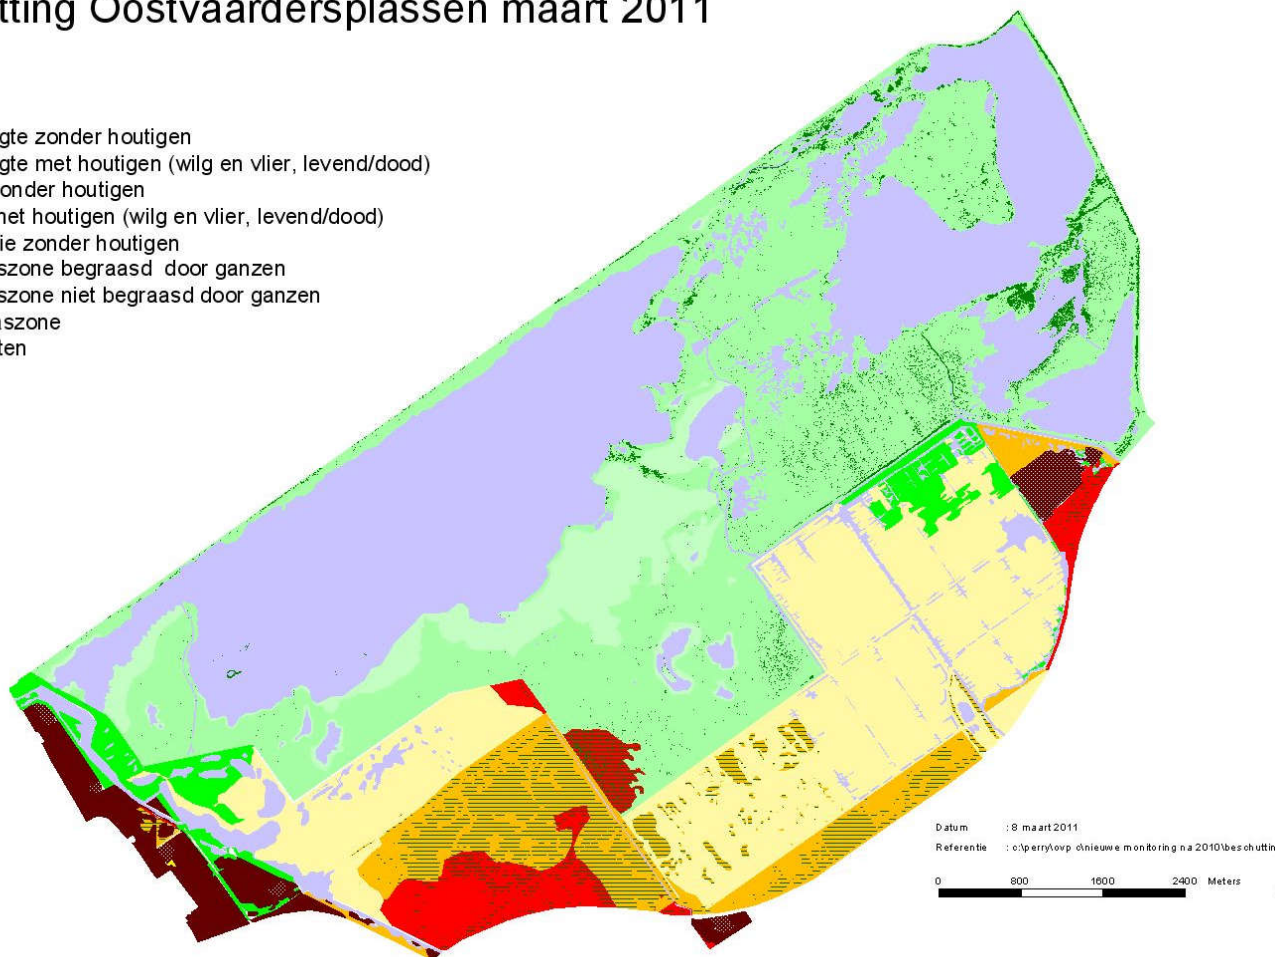 tting Oostvaardersplassen maart 2011
gte zonder houtigen
gte met houtigen (wilg en vlier, levend/dood)
onder houtigen
net houtigen (wilg en vlier, levend/dood)
ie zonder houtigen
szone begraasd door ganzen
szone niet begraasd door ganzen
aszone
ten
Datum : 8 maart 2011
Referentie : c:\perry\ovp c\nieuwe monitoring na 2010\beschuttin
0 800 1600 2400 Meters